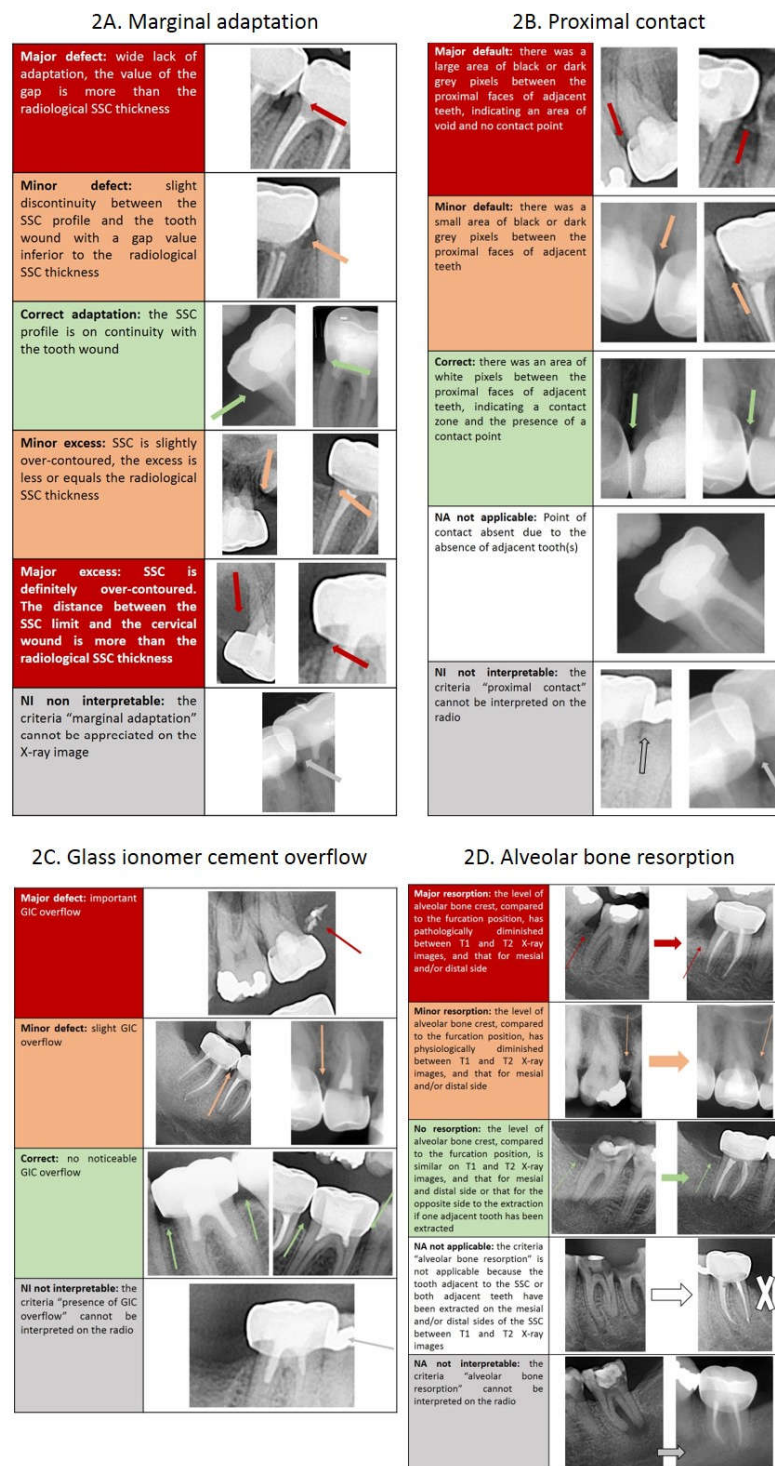 2A. Marginal adaptation
Major defect: wide lack of
adaptation, the value of the
gap is more than the
radiological SSC thickness
Minor defect: slight
discontinuity between the
SSC profile and the tooth
wound with a gap value
inferior to the radiological
SSC thickness
Correct adaptation: the SSC
profile is on continuity with
the tooth wound
Minor excess: SSC is slightly
over-contoured, the excess is
less or equals the radiological
SSC thickness
Major excess: SSC is
definitely over-contoured.
The distance between the
SSC limit and the cervical
wound is more than the
radiological SSC thickness
NI non interpretable: the
criteria “marginal adaptation”
cannot be appreciated on the
X-ray image
2B. Proximal contact
Major default: there was a
large area of black or dark
grey pixels between the
proximal faces of adjacent
teeth, indicating an area of
void and no contact point
Minor default: there was a
small area of black or dark
grey pixels between the
proximal faces of adjacent
teeth
Correct: there was an area of
white pixels between the
proximal faces of adjacent
teeth, indicating a contact
zone and the presence of a
contact point
NA not applicable: Point of
contact absent due to the
absence of adjacent tooth(s)
NI not interpretable: the
criteria “proximal contact”
cannot be interpreted on the
radio
2C. Glass ionomer cement overflow
Major defect: important
GIC overflow
Minor defect: slight GIC
overflow
Correct: no noticeable
GIC overflow
NI not interpretable: the
criteria “presence of GIC
overflow” cannot be
interpreted on the radio
2D. Alveolar bone resorption
Major resorption: the level of
alveolar bone crest, compared
to the furcation position, has
pathologically diminished
between T1 and T2 X-ray
images, and that for mesial
and/or distal side
Minor resorption: the level of
alveolar bone crest, compared
to the furcation position, has
physiologically diminished
between T1 and T2 X-ray
images, and that for mesial
and/or distal side
No resorption: the level of
alveolar bone crest, compared
to the furcation position, is
similar on T1 and T2 X-ray
images, and that for mesial
and distal side or that for the
opposite side to the extraction
if one adjacent tooth has been
extracted
NA not applicable: the criteria
“alveolar bone resorption” is
not applicable because the
tooth adjacent to the SSC or
both adjacent teeth have
been extracted on the mesial
and/or distal sides of the SSC
between T1 and T2 X-ray
images
NA not interpretable: the
criteria “alveolar bone
resorption” cannot be
interpreted on the radio
X